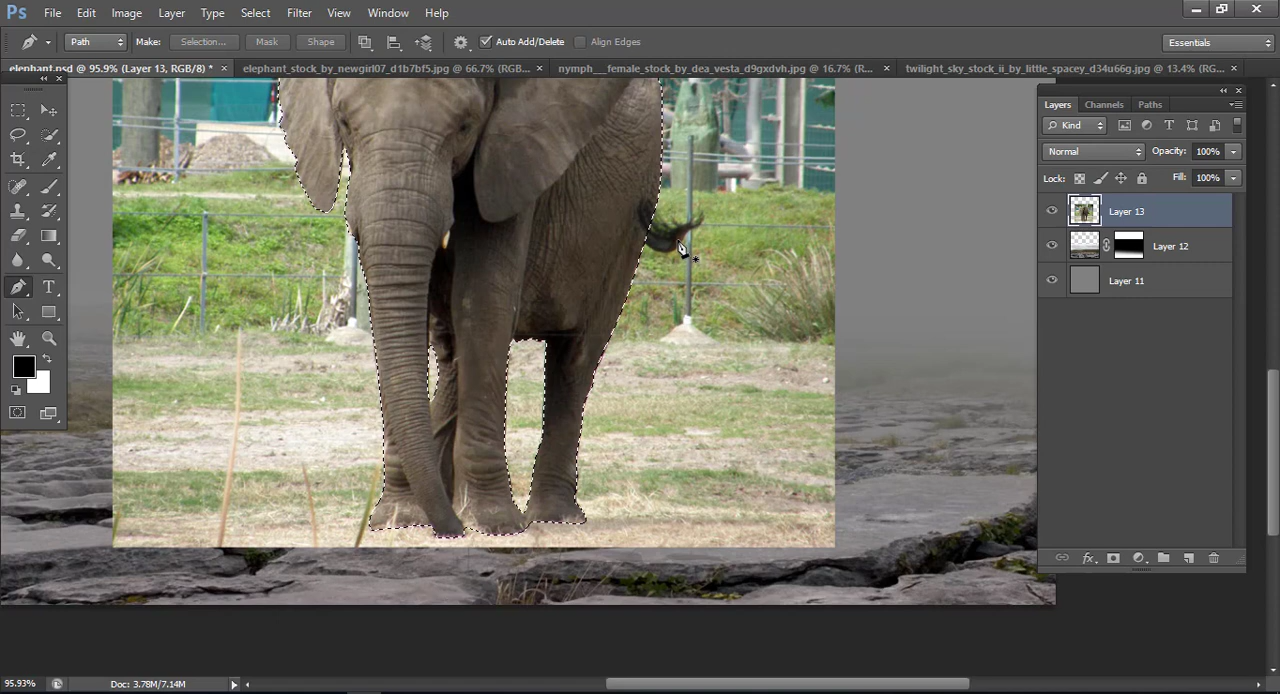 Ps File Edit Image Layer Type Select Filter View Window Help
Path Make: Selection... Mask Shape Auto Add/Delete Align Edges Essentials
elephant.psd @ 95.9% (Layer 13, RGB/8) * × elephant_stock_by_newgirl07_d1b7bf5.jpg @ 66.7% (RGB... × nymph___female_stock_by_dea_vesta_d9gxdvh.jpg @ 16.7% (R... × twilight_sky_stock_ii_by_little_spacey_d34u66g.jpg @ 13.4% (RG... ×
Layers Channels Paths
Kind T
Normal Opacity: 100%
Lock: Fill: 100%
Layer 13
Layer 12
Layer 11
T
fx
95.93% Doc: 3.78M/7.14M